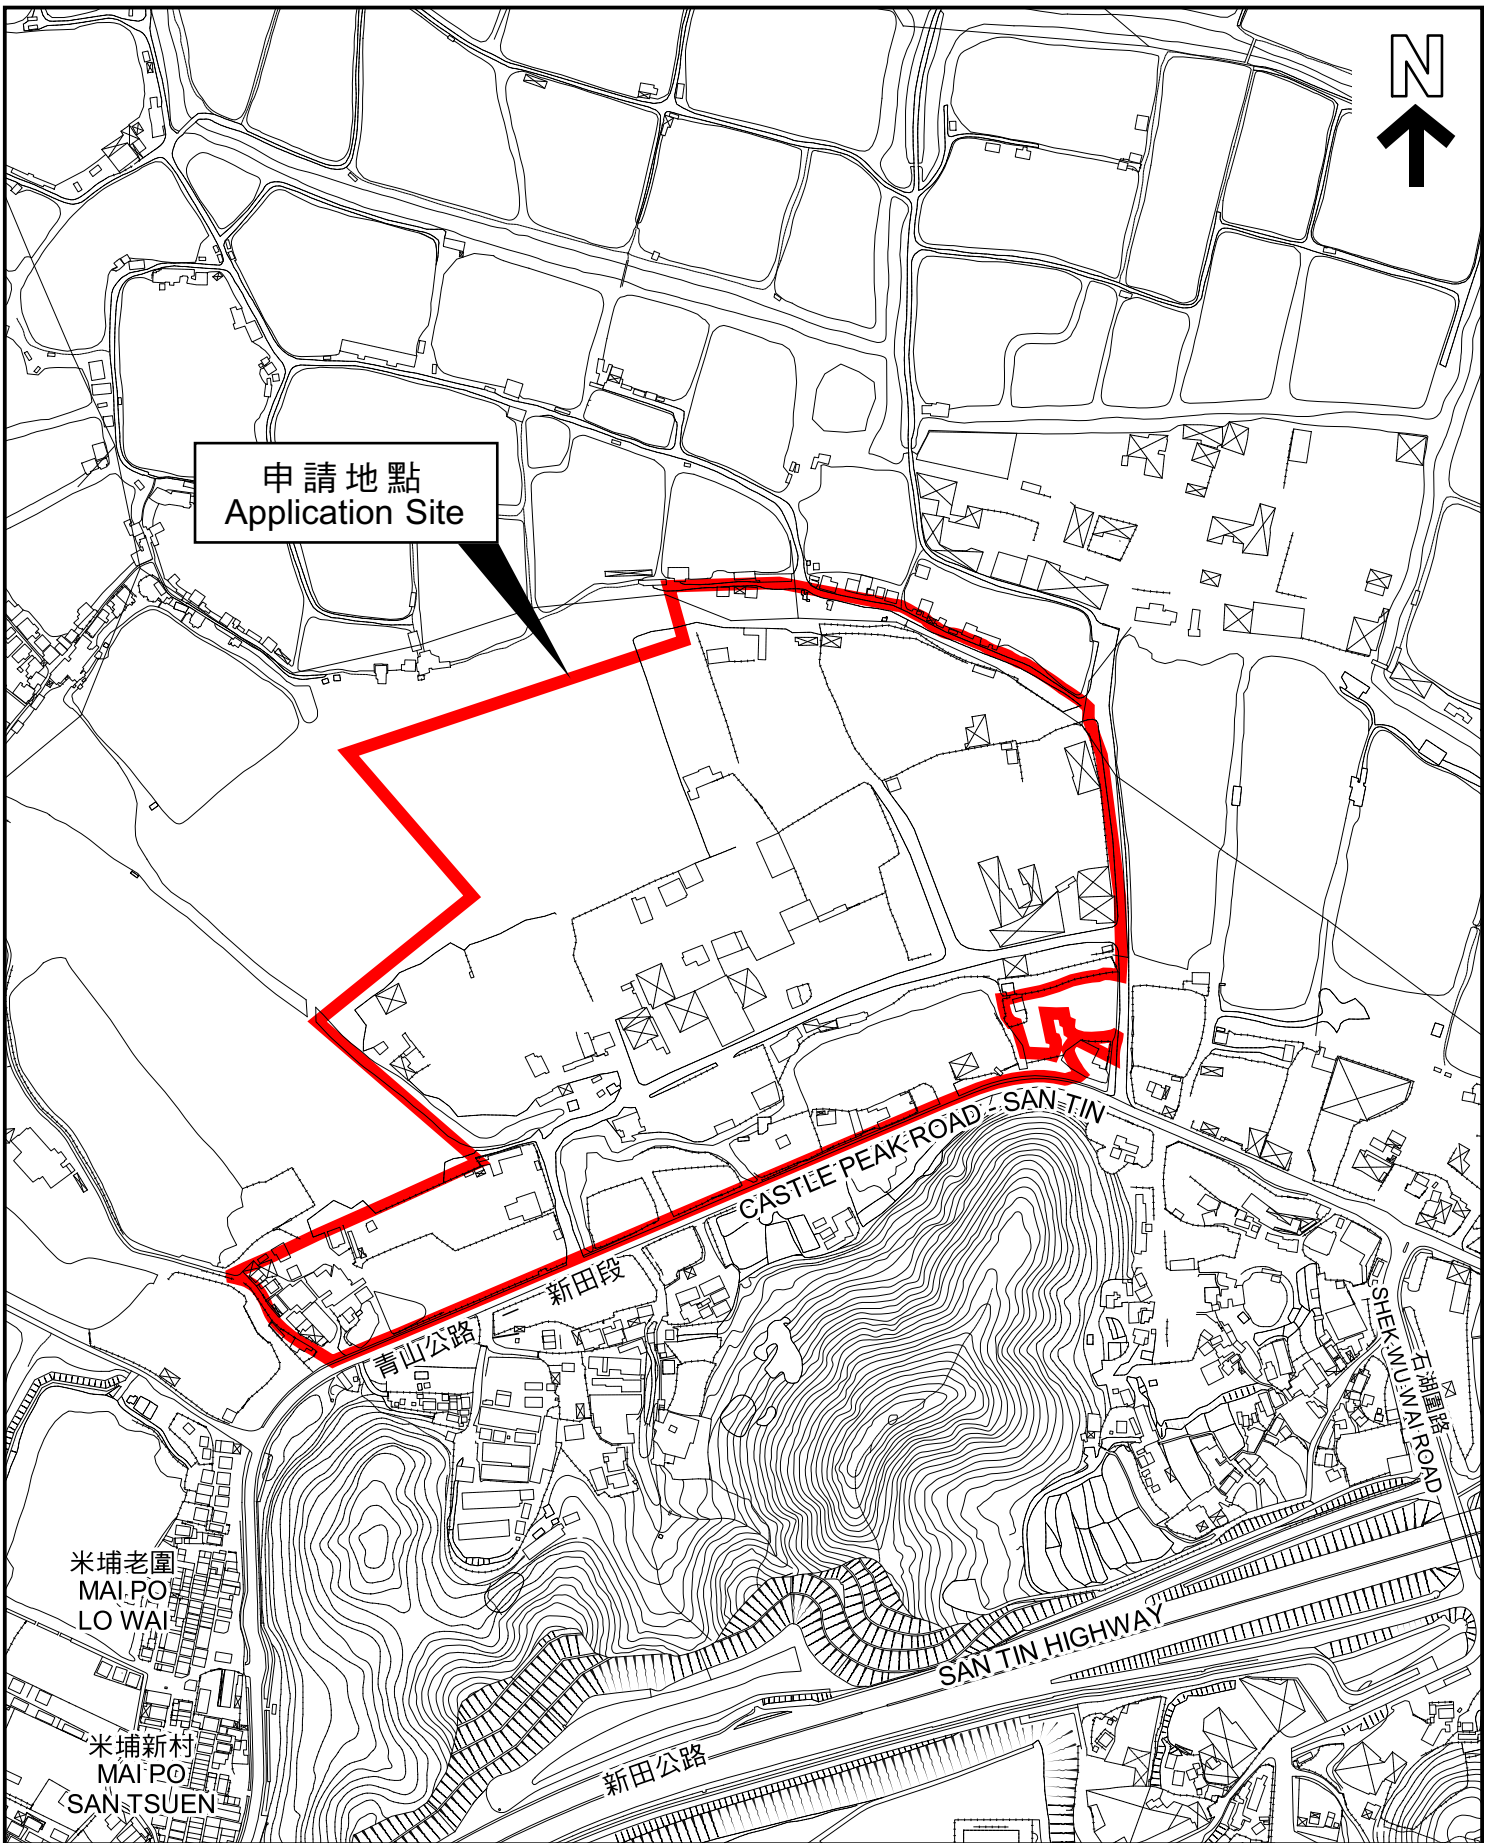 N
申請地點
Application Site
CASTLE PEAK ROAD - SAN TIN
青山公路
新田段
石湖圍路
SHEK WU WAI ROAD
米埔老圍
MAI PO
LO WAI
SAN TIN HIGHWAY
新田公路
米埔新村
MAI PO
SAN TSUEN